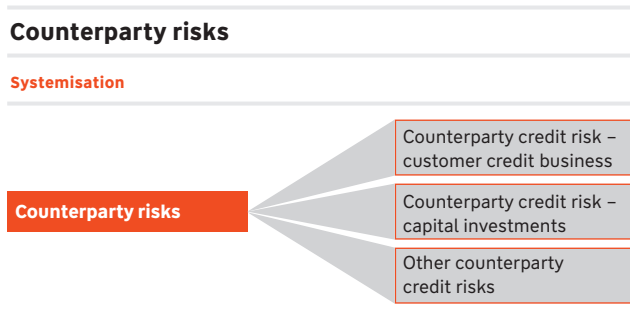 Counterparty risks
Systemisation
Counterparty risks
Counterparty credit risk –
customer credit business
Counterparty credit risk –
capital investments
Other counterparty
credit risks